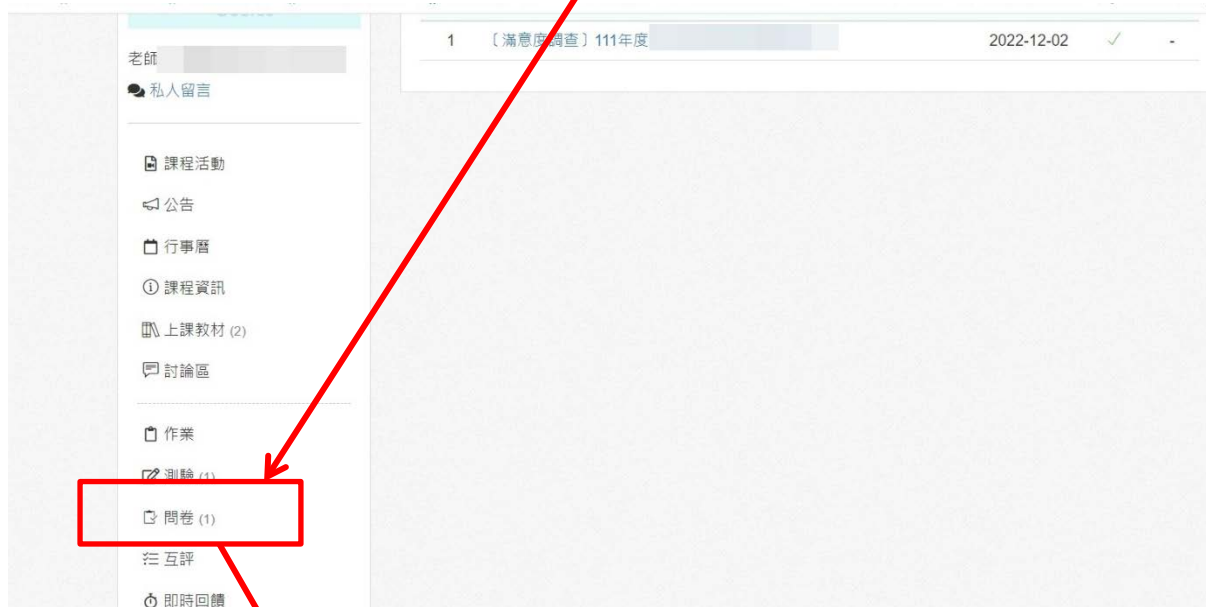 老師
私人留言
課程活動
公告
行事曆
課程資訊
上課教材 (2)
討論區
作業
測驗 (1)
問卷 (1)
互評
即時回饋
1 〔滿意度調查〕111年度 2022-12-02 ✓ -